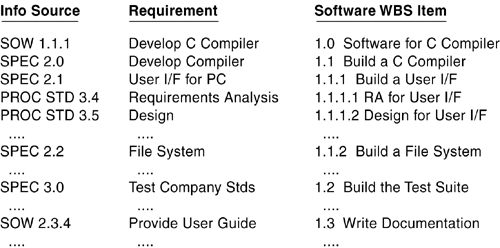 Info Source Requirement Software WBS Item
SOW 1.1.1 Develop C Compiler 1.0 Software for C Compiler
SPEC 2.0 Develop Compiler 1.1 Build a C Compiler
SPEC 2.1 User I/F for PC 1.1.1 Build a User I/F
PROC STD 3.4 Requirements Analysis 1.1.1.1 RA for User I/F
PROC STD 3.5 Design 1.1.1.2 Design for User I/F
.... .... ....
SPEC 2.2 File System 1.1.2 Build a File System
.... .... ....
SPEC 3.0 Test Company Stds 1.2 Build the Test Suite
.... .... ....
SOW 2.3.4 Provide User Guide 1.3 Write Documentation
.... .... ....